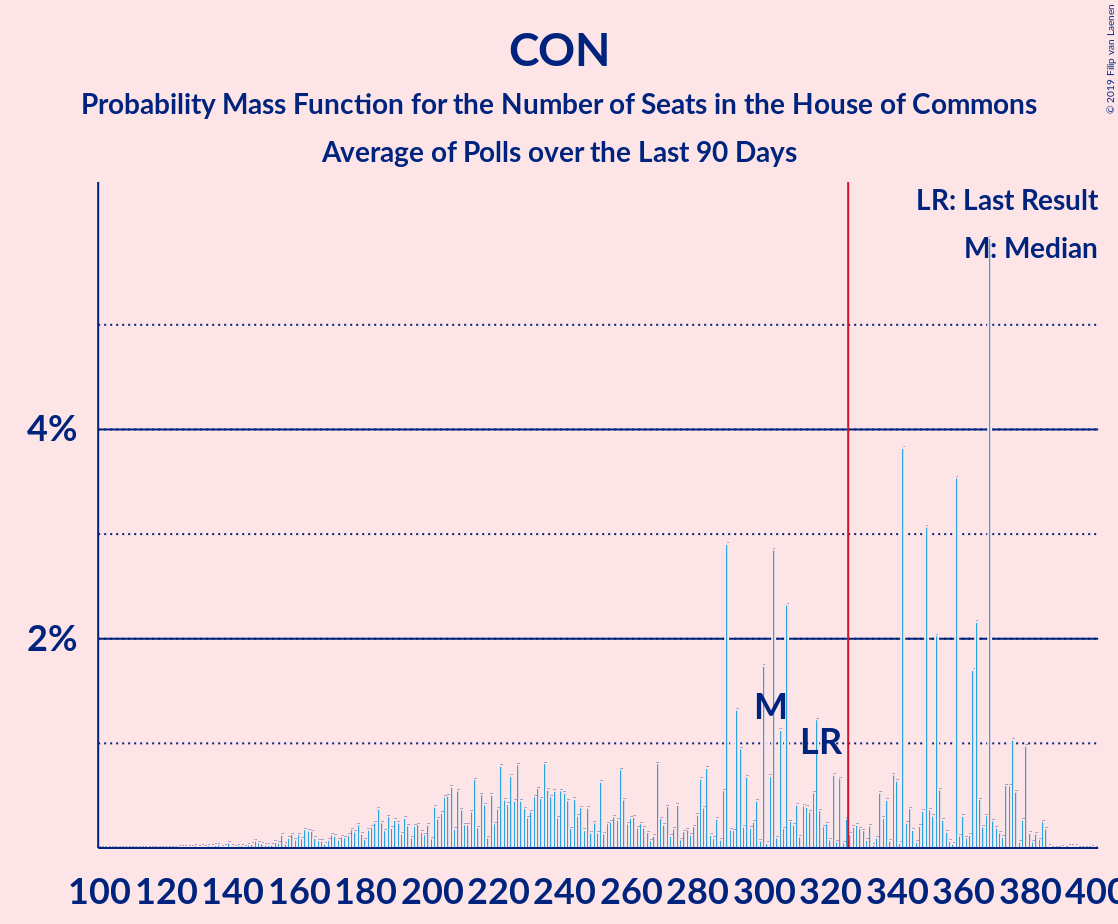 CON
Probability Mass Function for the Number of Seats in the House of Commons
Average of Polls over the Last 90 Days
© 2019 Filip van Laenen
LR: Last Result
M: Median
4%
2%
M
LR
100 120 140 160 180 200 220 240 260 280 300 320 340 360 380 400